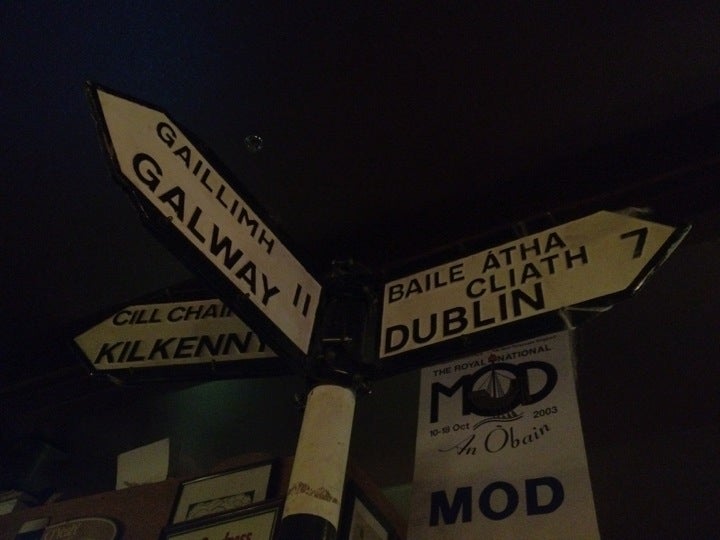 GAILLIMH
GALWAY 11
BAILE ÁTHA
CLIATH 7
DUBLIN
CILL CHAI
KILKENNY
THE ROYAL NATIONAL
MOD
10-18 Oct 2003
An Òbain
MOD